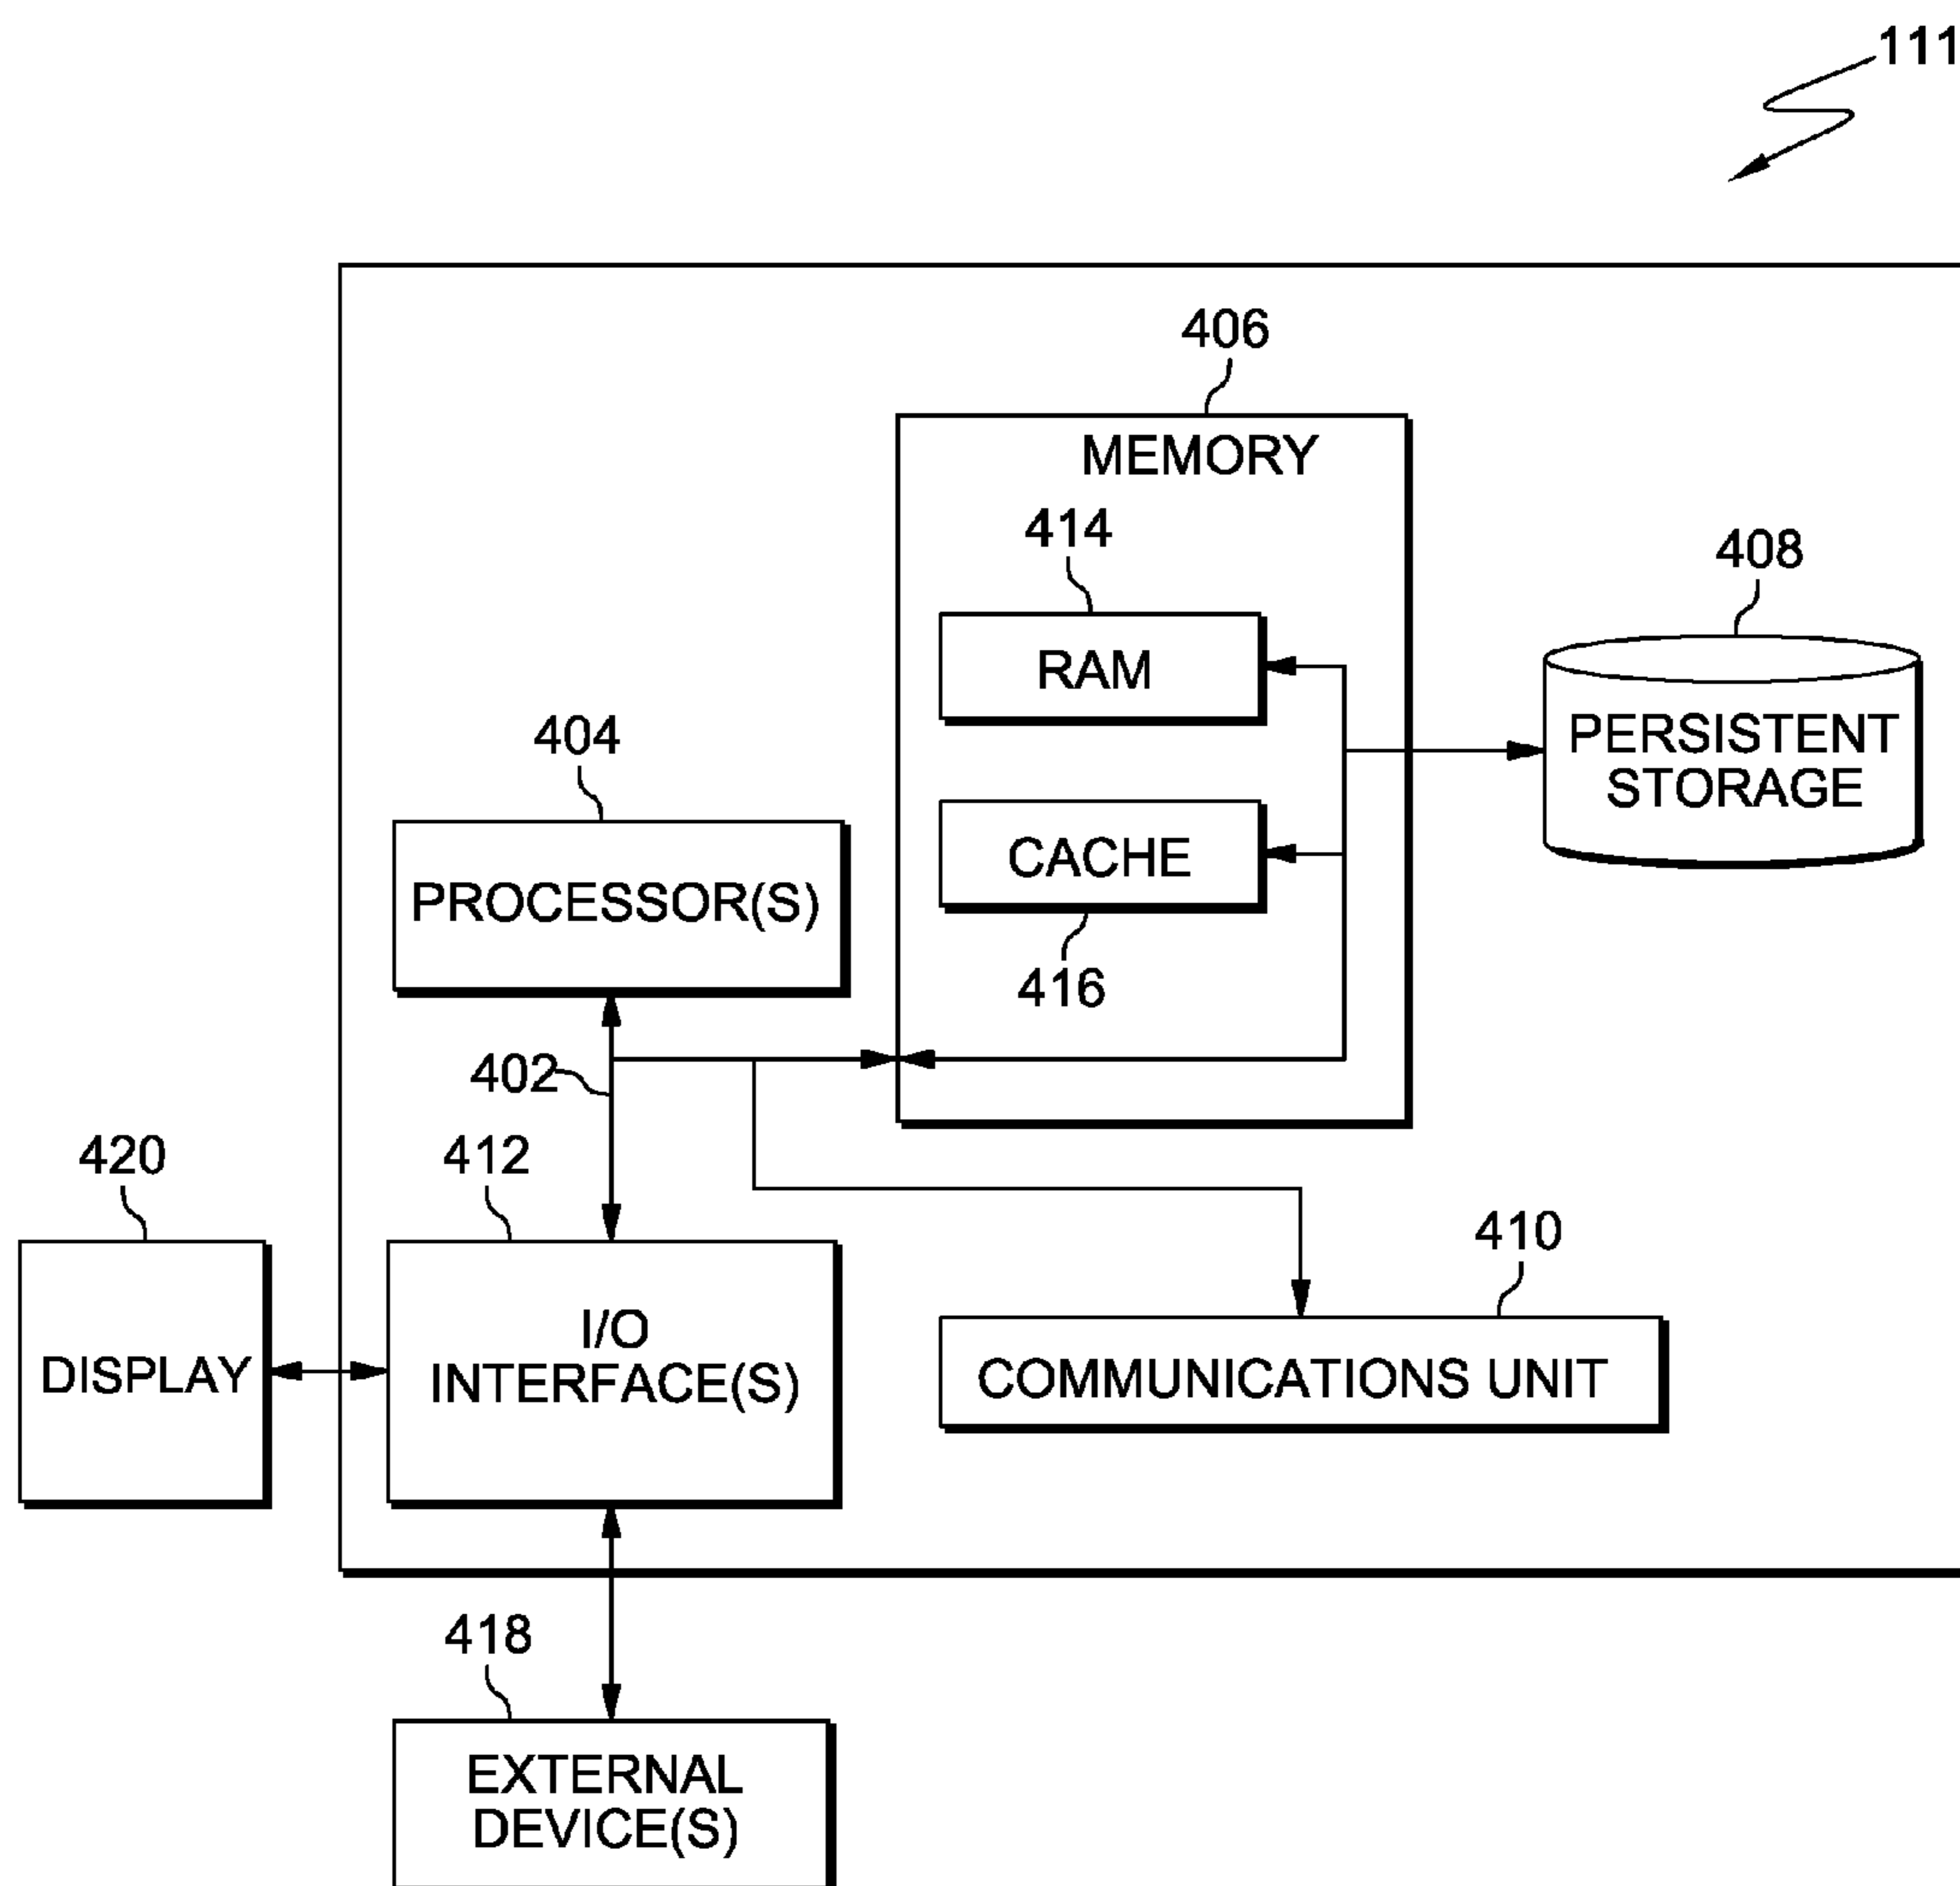 111
406
MEMORY
414
408
RAM
PERSISTENT
STORAGE
404
CACHE
PROCESSOR(S)
416
402
420
412
410
I/O
INTERFACE(S)
DISPLAY
COMMUNICATIONS UNIT
418
EXTERNAL
DEVICE(S)